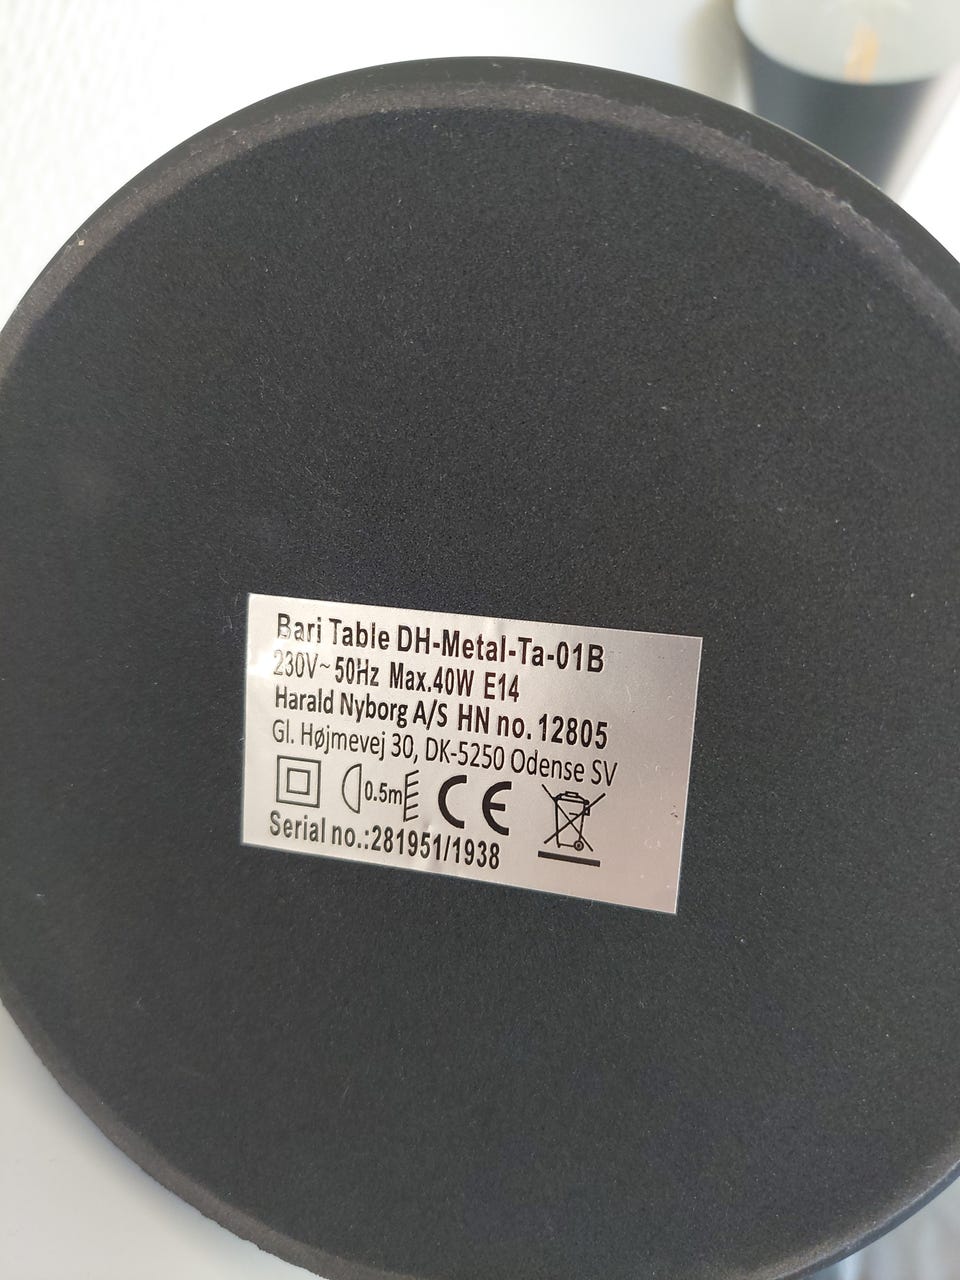 Bari Table DH-Metal-Ta-01B
230V~50Hz Max.40W E14
Harald Nyborg A/S HN no. 12805
Gl. Højmevej 30, DK-5250 Odense SV
0.5m CE
Serial no.:281951/1938